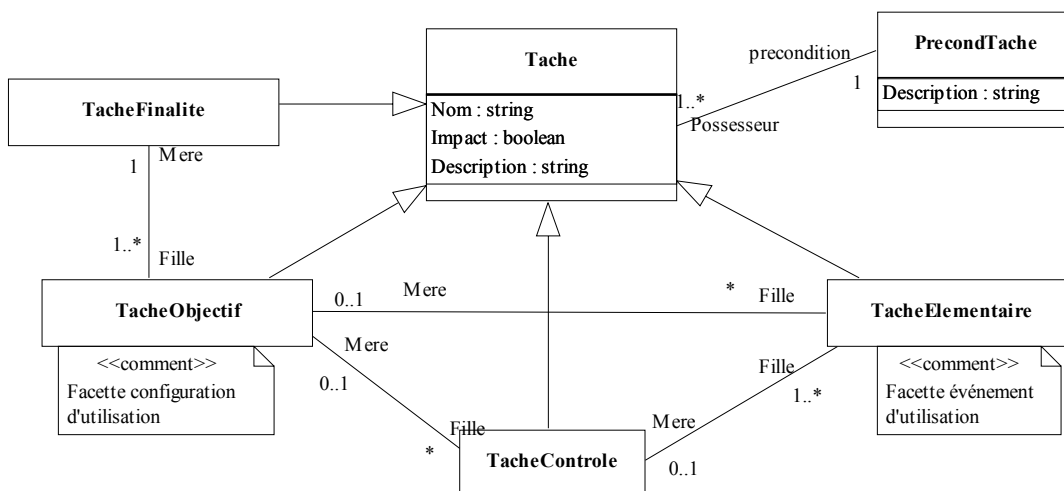 Tache
Nom : string
Impact : boolean
Description : string
PrecondTache
Description : string
precondition
1
1..*
Possesseur
TacheFinalite
Mere
1
1..*
Fille
TacheObjectif
<<comment>>
Facette configuration
d'utilisation
0..1
Mere
*
Fille
TacheElementaire
<<comment>>
Facette événement
d'utilisation
Mere
0..1
Fille
*
TacheControle
Fille
1..*
Mere
0..1